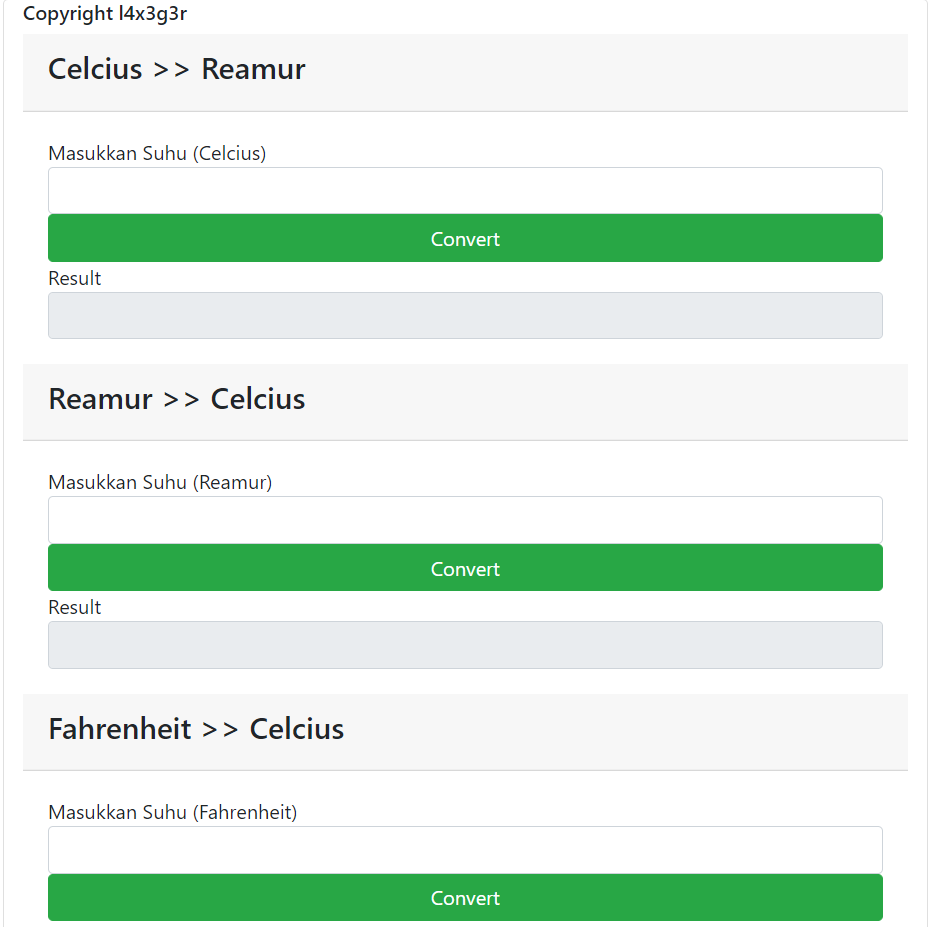 Copyright l4x3g3r
Celcius >> Reamur
Masukkan Suhu (Celcius)
Convert
Result
Reamur >> Celcius
Masukkan Suhu (Reamur)
Convert
Result
Fahrenheit >> Celcius
Masukkan Suhu (Fahrenheit)
Convert